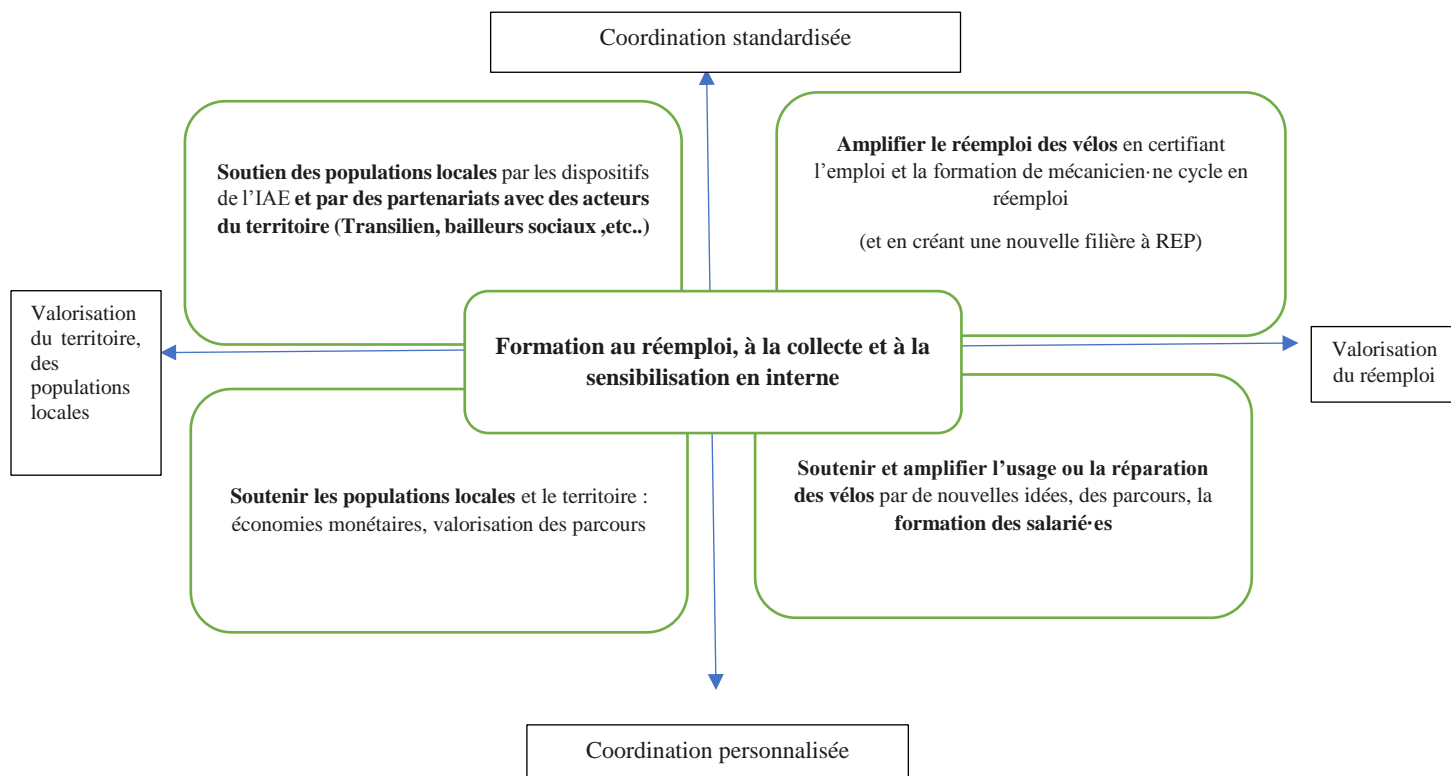 Coordination standardisée
Soutien des populations locales par les dispositifs
de l'IAE et par des partenariats avec des acteurs
du territoire (Transilien, bailleurs sociaux ,etc..)
Amplifier le réemploi des vélos en certifiant
l'emploi et la formation de mécanicien·ne cycle en
réemploi
(et en créant une nouvelle filière à REP)
Valorisation
du territoire,
des
populations
locales
Formation au réemploi, à la collecte et à la
sensibilisation en interne
Valorisation
du réemploi
Soutenir les populations locales et le territoire :
économies monétaires, valorisation des parcours
Soutenir et amplifier l'usage ou la réparation
des vélos par de nouvelles idées, des parcours, la
formation des salarié·es
Coordination personnalisée